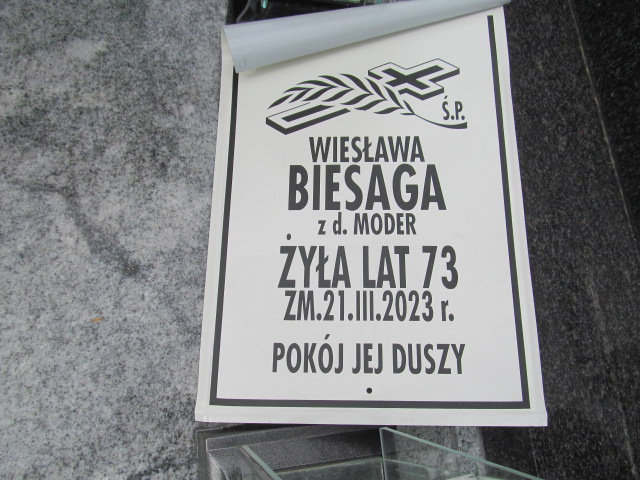 Ś.P.
WIESŁAWA
BIESAGA
z d. MODER
ŻYŁA LAT 73
ZM.21.III.2023 r.
POKÓJ JEJ DUSZY